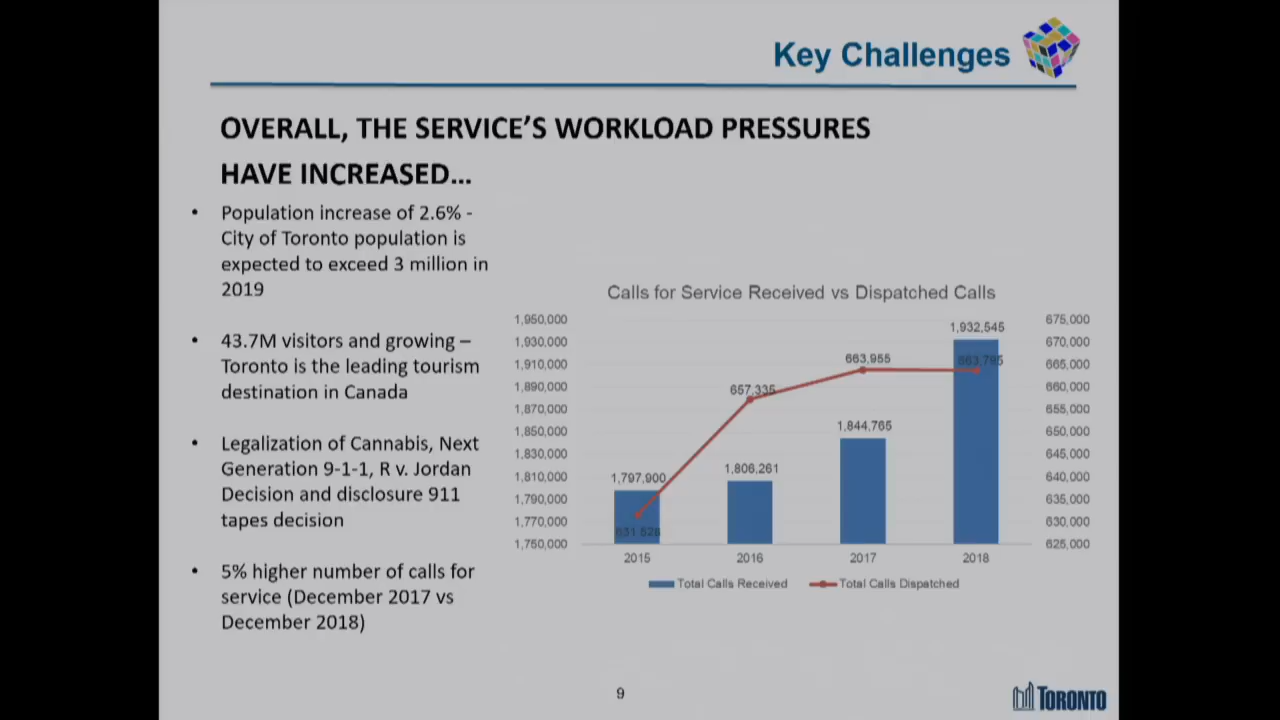 Key Challenges
OVERALL, THE SERVICE'S WORKLOAD PRESSURES
HAVE INCREASED...
• Population increase of 2.6% -
City of Toronto population is
expected to exceed 3 million in
2019
• 43.7M visitors and growing –
Toronto is the leading tourism
destination in Canada
• Legalization of Cannabis, Next
Generation 9-1-1, R v. Jordan
Decision and disclosure 911
tapes decision
• 5% higher number of calls for
service (December 2017 vs
December 2018)
Calls for Service Received vs Dispatched Calls
1,950,000
1,930,000
1,910,000
1,890,000
1,870,000
1,850,000
1,830,000
1,810,000
1,790,000
1,770,000
1,750,000
1,797,900
1,806,261
1,844,765
1,932,545
631,528
657,335
663,955
663,795
675,000
670,000
665,000
660,000
655,000
650,000
645,000
640,000
635,000
630,000
625,000
2015 2016 2017 2018
Total Calls Received Total Calls Dispatched
9
TORONTO